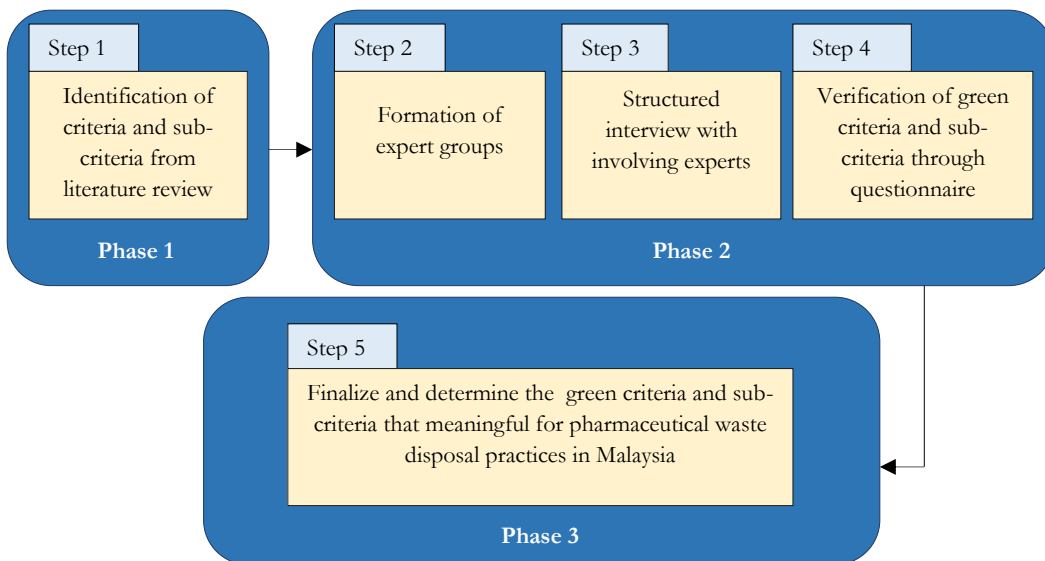 Step 1
Identification of
criteria and sub-
criteria from
literature review
Phase 1
Step 2
Formation of
expert groups
Step 3
Structured
interview with
involving experts
Step 4
Verification of green
criteria and sub-
criteria through
questionnaire
Phase 2
Step 5
Finalize and determine the green criteria and sub-
criteria that meaningful for pharmaceutical waste
disposal practices in Malaysia
Phase 3